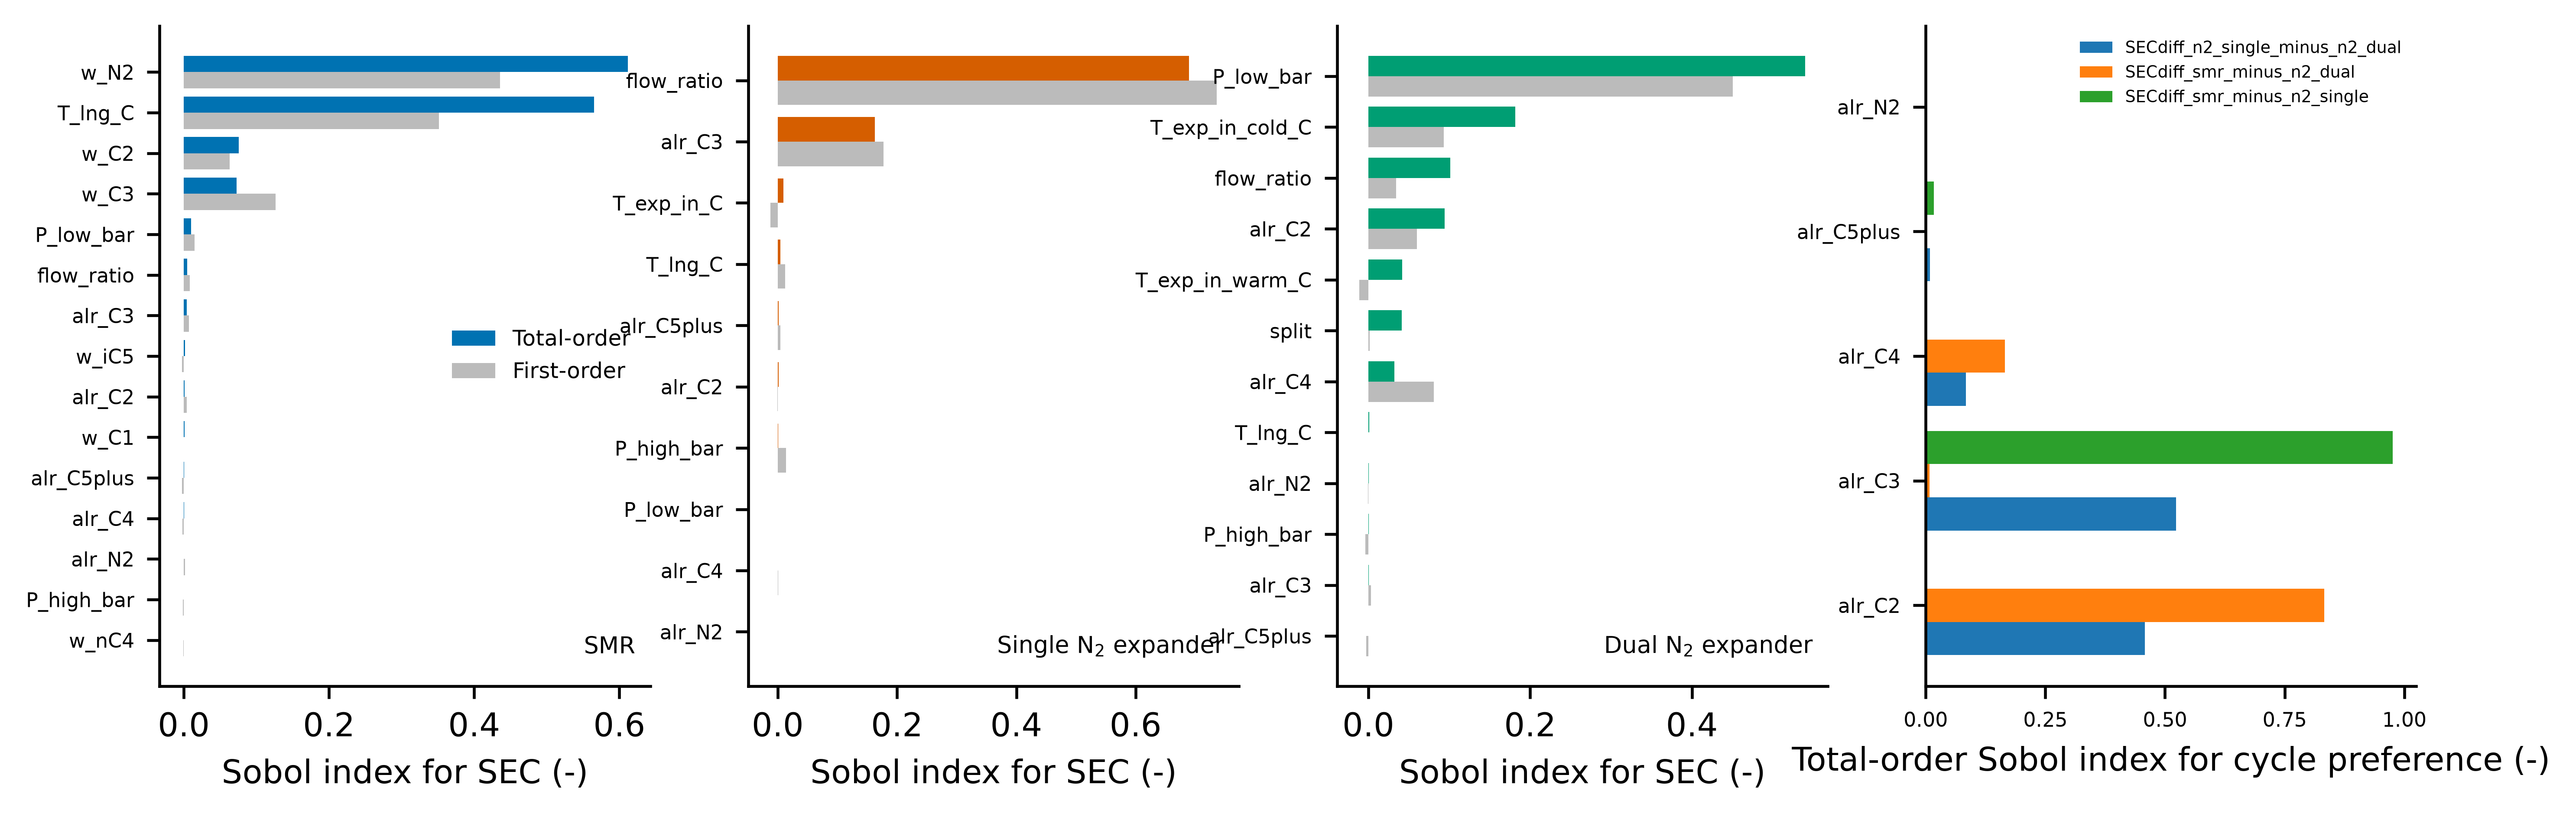 w_N2
T_lng_C
w_C2
w_C3
P_low_bar
flow_ratio
alr_C3
w_iC5
alr_C2
w_C1
alr_C5plus
alr_C4
alr_N2
P_high_bar
w_nC4
Total-order
First-order
SMR
0.0 0.2 0.4 0.6
Sobol index for SEC (-)
flow_ratio
alr_C3
T_exp_in_C
T_lng_C
alr_C5plus
alr_C2
P_high_bar
P_low_bar
alr_C4
alr_N2
Single N₂ expander
0.0 0.2 0.4 0.6
Sobol index for SEC (-)
P_low_bar
T_exp_in_cold_C
flow_ratio
alr_C2
T_exp_in_warm_C
split
alr_C4
T_lng_C
alr_N2
P_high_bar
alr_C3
alr_C5plus
Dual N₂ expander
0.0 0.2 0.4
Sobol index for SEC (-)
SECdiff_n2_single_minus_n2_dual
SECdiff_smr_minus_n2_dual
SECdiff_smr_minus_n2_single
alr_N2
alr_C5plus
alr_C4
alr_C3
alr_C2
0.00 0.25 0.50 0.75 1.00
Total-order Sobol index for cycle preference (-)